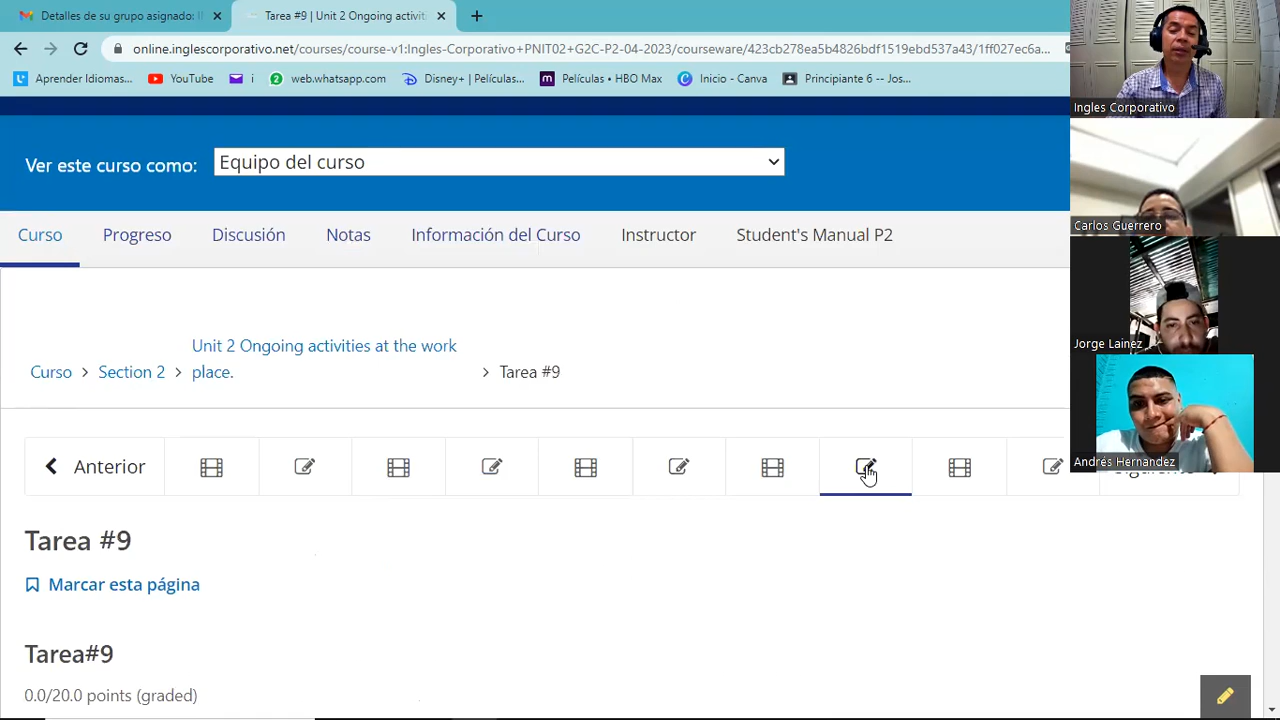 Detalles de su grupo asignado: I
Tarea #9 | Unit 2 Ongoing activiti
online.inglescorporativo.net/courses/course-v1:Ingles-Corporativo+PNIT02+G2C-P2-04-2023/courseware/423cb276ea5b4826bdf1519ebd537a43/1ff027ec6a...
Aprender Idiomas...
YouTube
i
web.whatsapp.com
Disney+ | Películas...
Películas • HBO Max
Inicio - Canva
Principiante 6 -- Jos...
Ver este curso como:
Equipo del curso
Curso
Progreso
Discusión
Notas
Información del Curso
Instructor
Student's Manual P2
Curso > Section 2 > Unit 2 Ongoing activities at the work
place. > Tarea #9
Anterior
Tarea #9
Marcar esta página
Tarea#9
0.0/20.0 points (graded)
Ingles Corporativo
Carlos Guerrero
Jorge Lainez
Andrés Hernandez